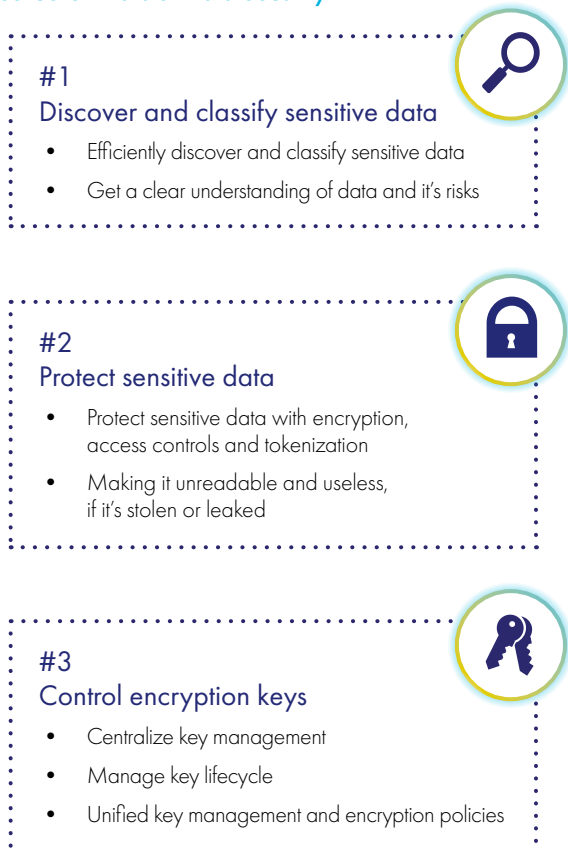 #1
Discover and classify sensitive data
• Efficiently discover and classify sensitive data
• Get a clear understanding of data and it's risks
#2
Protect sensitive data
• Protect sensitive data with encryption,
access controls and tokenization
• Making it unreadable and useless,
if it's stolen or leaked
#3
Control encryption keys
• Centralize key management
• Manage key lifecycle
• Unified key management and encryption policies